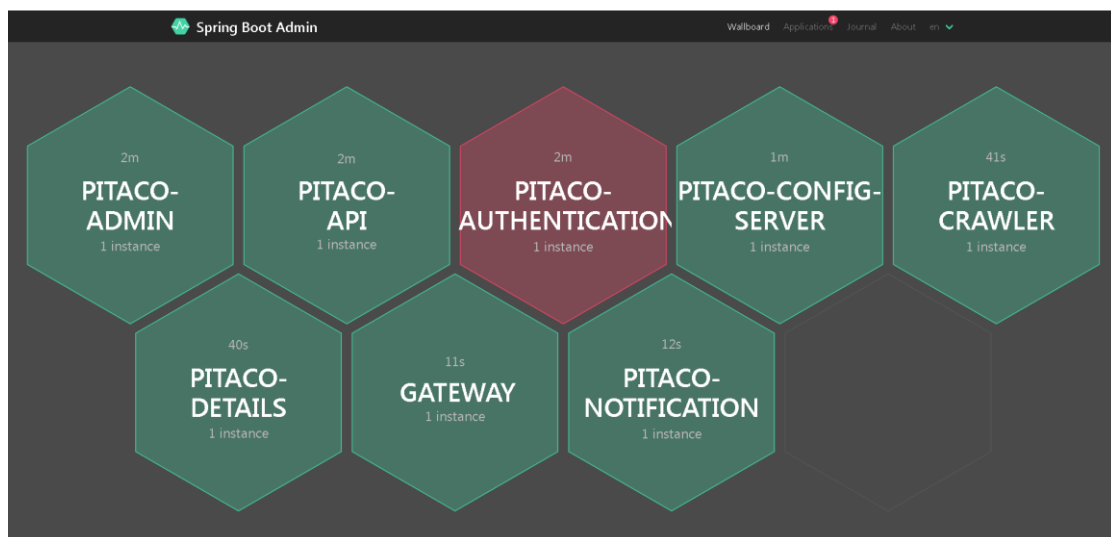 Spring Boot Admin
Wallboard Applications 1 Journal About en
2m
PITACO-
ADMIN
1 instance
2m
PITACO-
API
1 instance
2m
PITACO-
AUTHENTICATION
1 instance
1m
PITACO-CONFIG-
SERVER
1 instance
41s
PITACO-
CRAWLER
1 instance
40s
PITACO-
DETAILS
1 instance
11s
GATEWAY
1 instance
12s
PITACO-
NOTIFICATION
1 instance